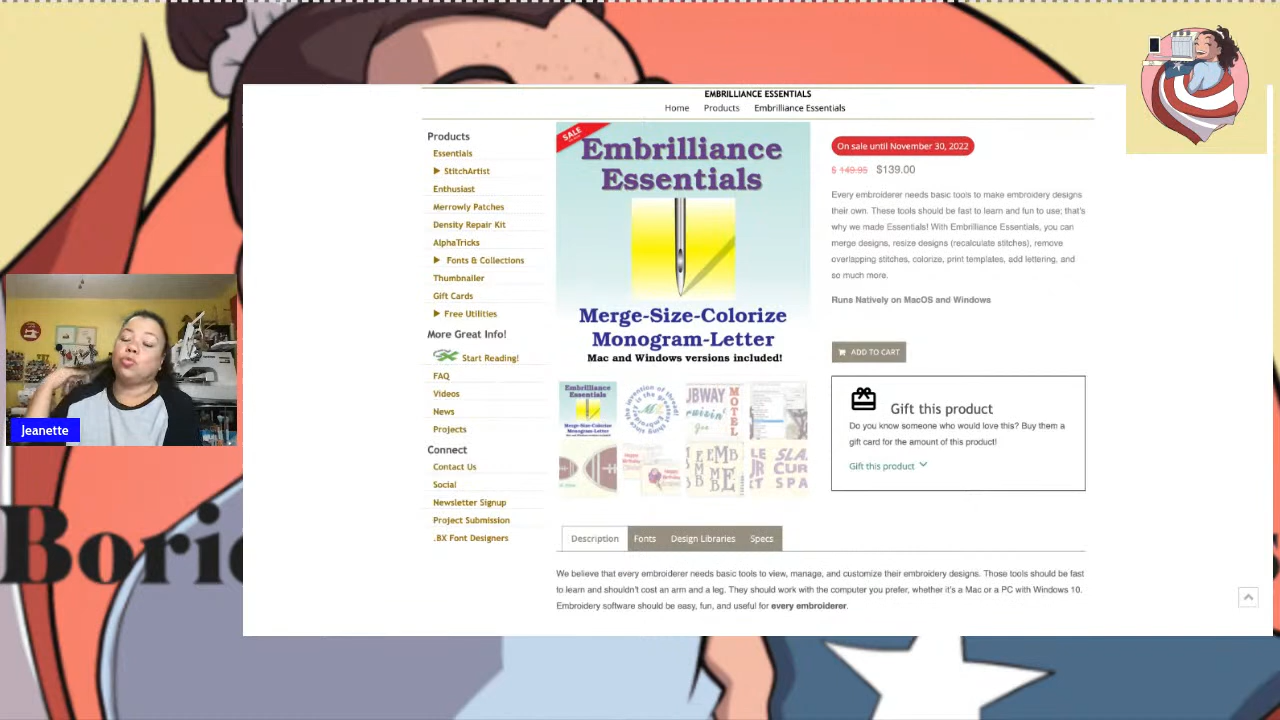 EMBRILLIANCE ESSENTIALS
Home Products Embrilliance Essentials
Products
Essentials
StitchArtist
Enthusiast
Merrowly Patches
Density Repair Kit
AlphaTricks
Fonts & Collections
Thumbnailer
Gift Cards
Free Utilities
More Great Info!
Start Reading!
FAQ
Videos
News
Projects
Connect
Contact Us
Social
Newsletter Signup
Project Submission
.BX Font Designers
SALE
Embrilliance
Essentials
Merge-Size-Colorize
Monogram-Letter
Mac and Windows versions included!
On sale until November 30, 2022
$ 149.95 $139.00
Every embroiderer needs basic tools to make embroidery designs
their own. These tools should be fast to learn and fun to use; that's
why we made Essentials! With Embrilliance Essentials, you can
merge designs, resize designs (recalculate stitches), remove
overlapping stitches, colorize, print templates, add lettering, and
so much more.
Runs Natively on MacOS and Windows
ADD TO CART
Gift this product
Do you know someone who would love this? Buy them a
gift card for the amount of this product!
Gift this product
Description Fonts Design Libraries Specs
We believe that every embroiderer needs basic tools to view, manage, and customize their embroidery designs. Those tools should be fast
to learn and shouldn't cost an arm and a leg. They should work with the computer you prefer, whether it's a Mac or a PC with Windows 10.
Embroidery software should be easy, fun, and useful for every embroiderer.
Jeanette
Boric